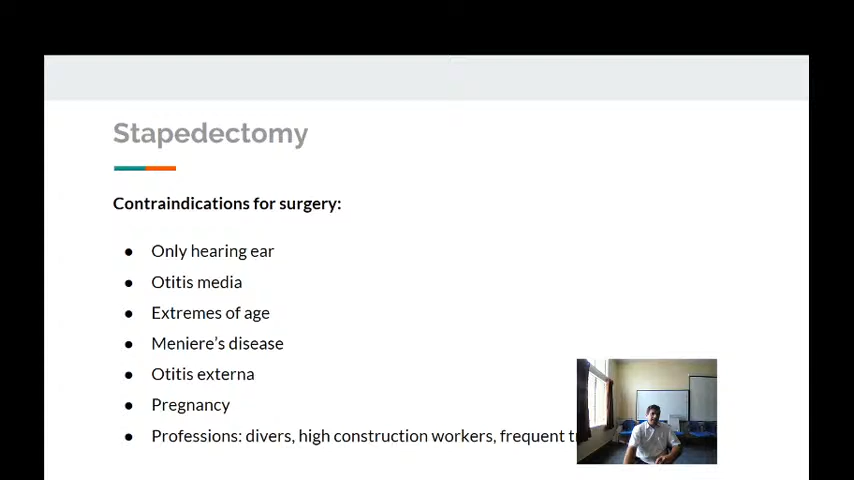 Stapedectomy
Contraindications for surgery:
● Only hearing ear
● Otitis media
● Extremes of age
● Meniere's disease
● Otitis externa
● Pregnancy
● Professions: divers, high construction workers, frequent